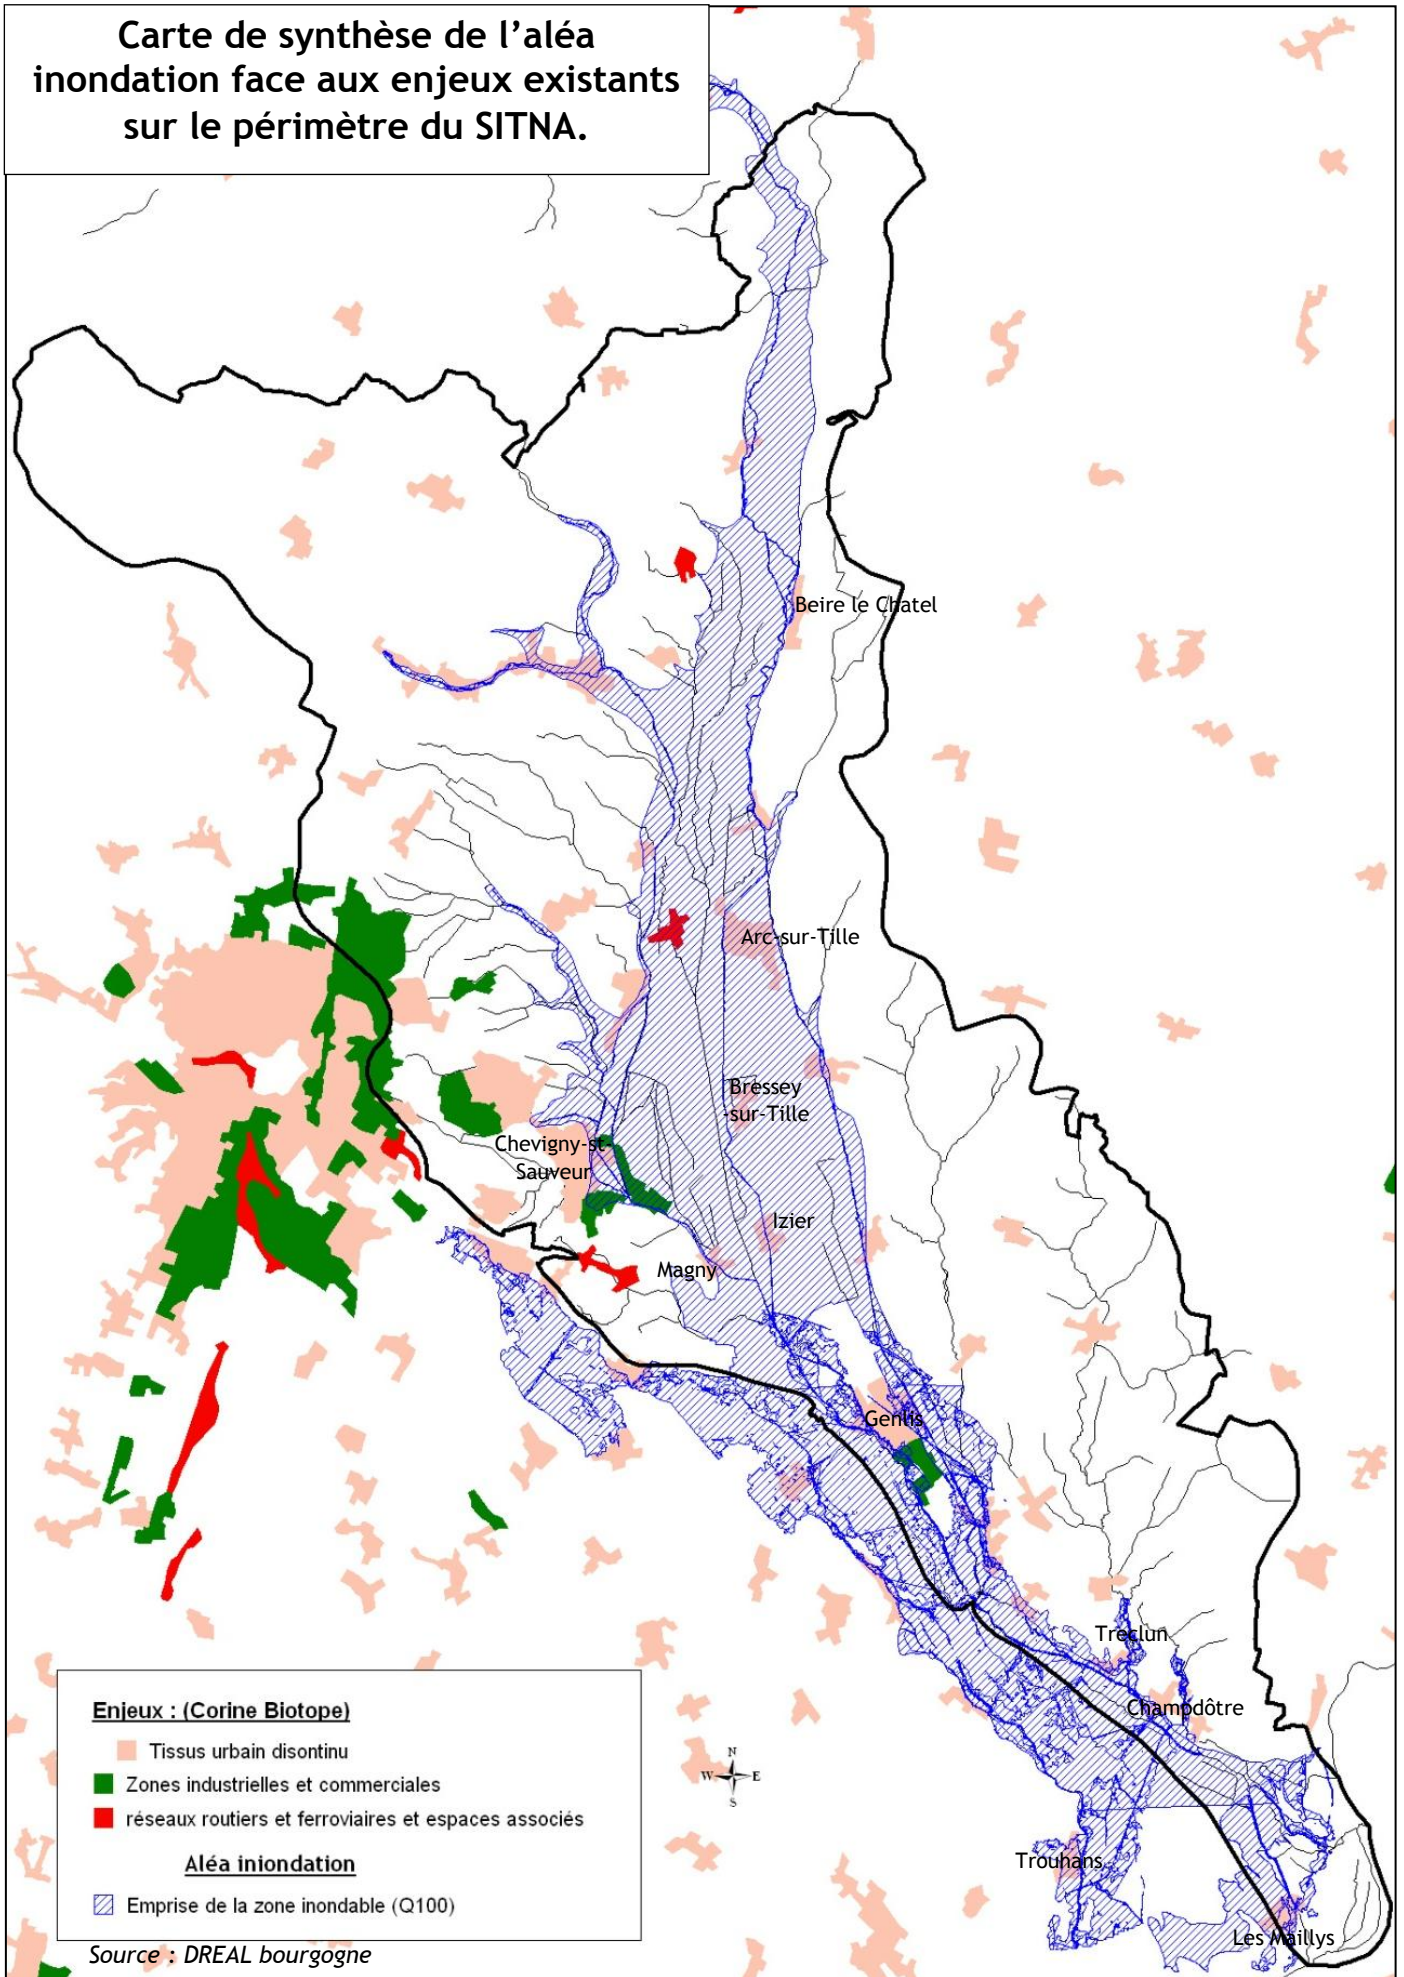 Carte de synthèse de l’aléa
inondation face aux enjeux existants
sur le périmètre du SITNA.
Beire le Chatel
Arc-sur-Tille
Bressey
-sur-Tille
Chevigny-st-
Sauveur
Izier
Magny
Genlis
Treclun
Champdôtre
Trouhans
Les Maillys
N
W E
S
Enjeux : (Corine Biotope)
Tissus urbain disontinu
Zones industrielles et commerciales
réseaux routiers et ferroviaires et espaces associés
Aléa iniondation
Emprise de la zone inondable (Q100)
Source : DREAL bourgogne